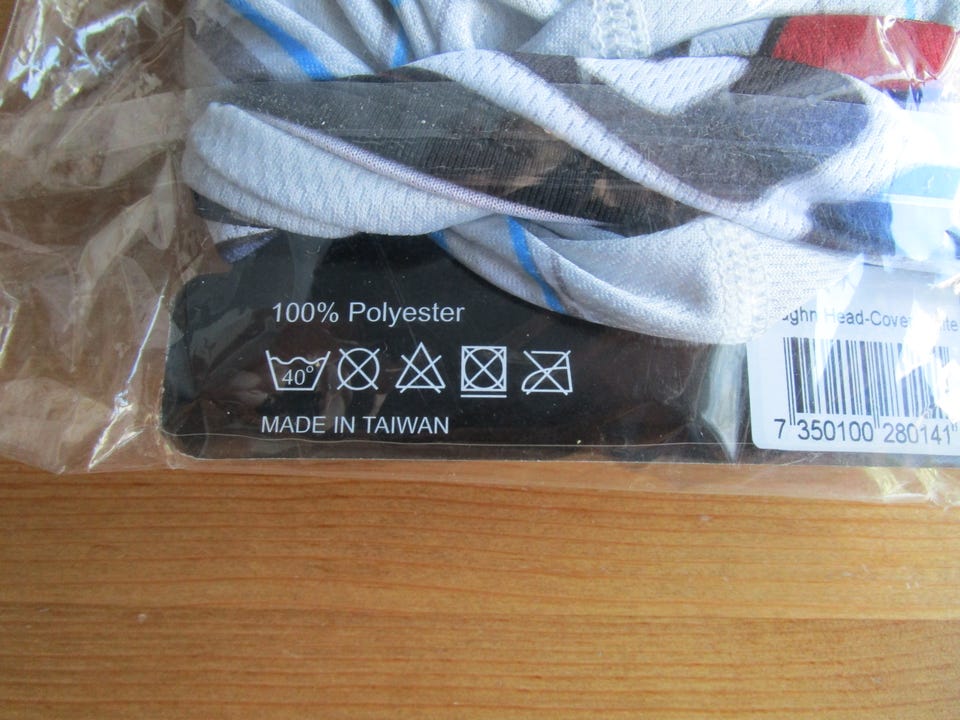 100% Polyester
40°
MADE IN TAIWAN
Head-Cover
7 350100 280141